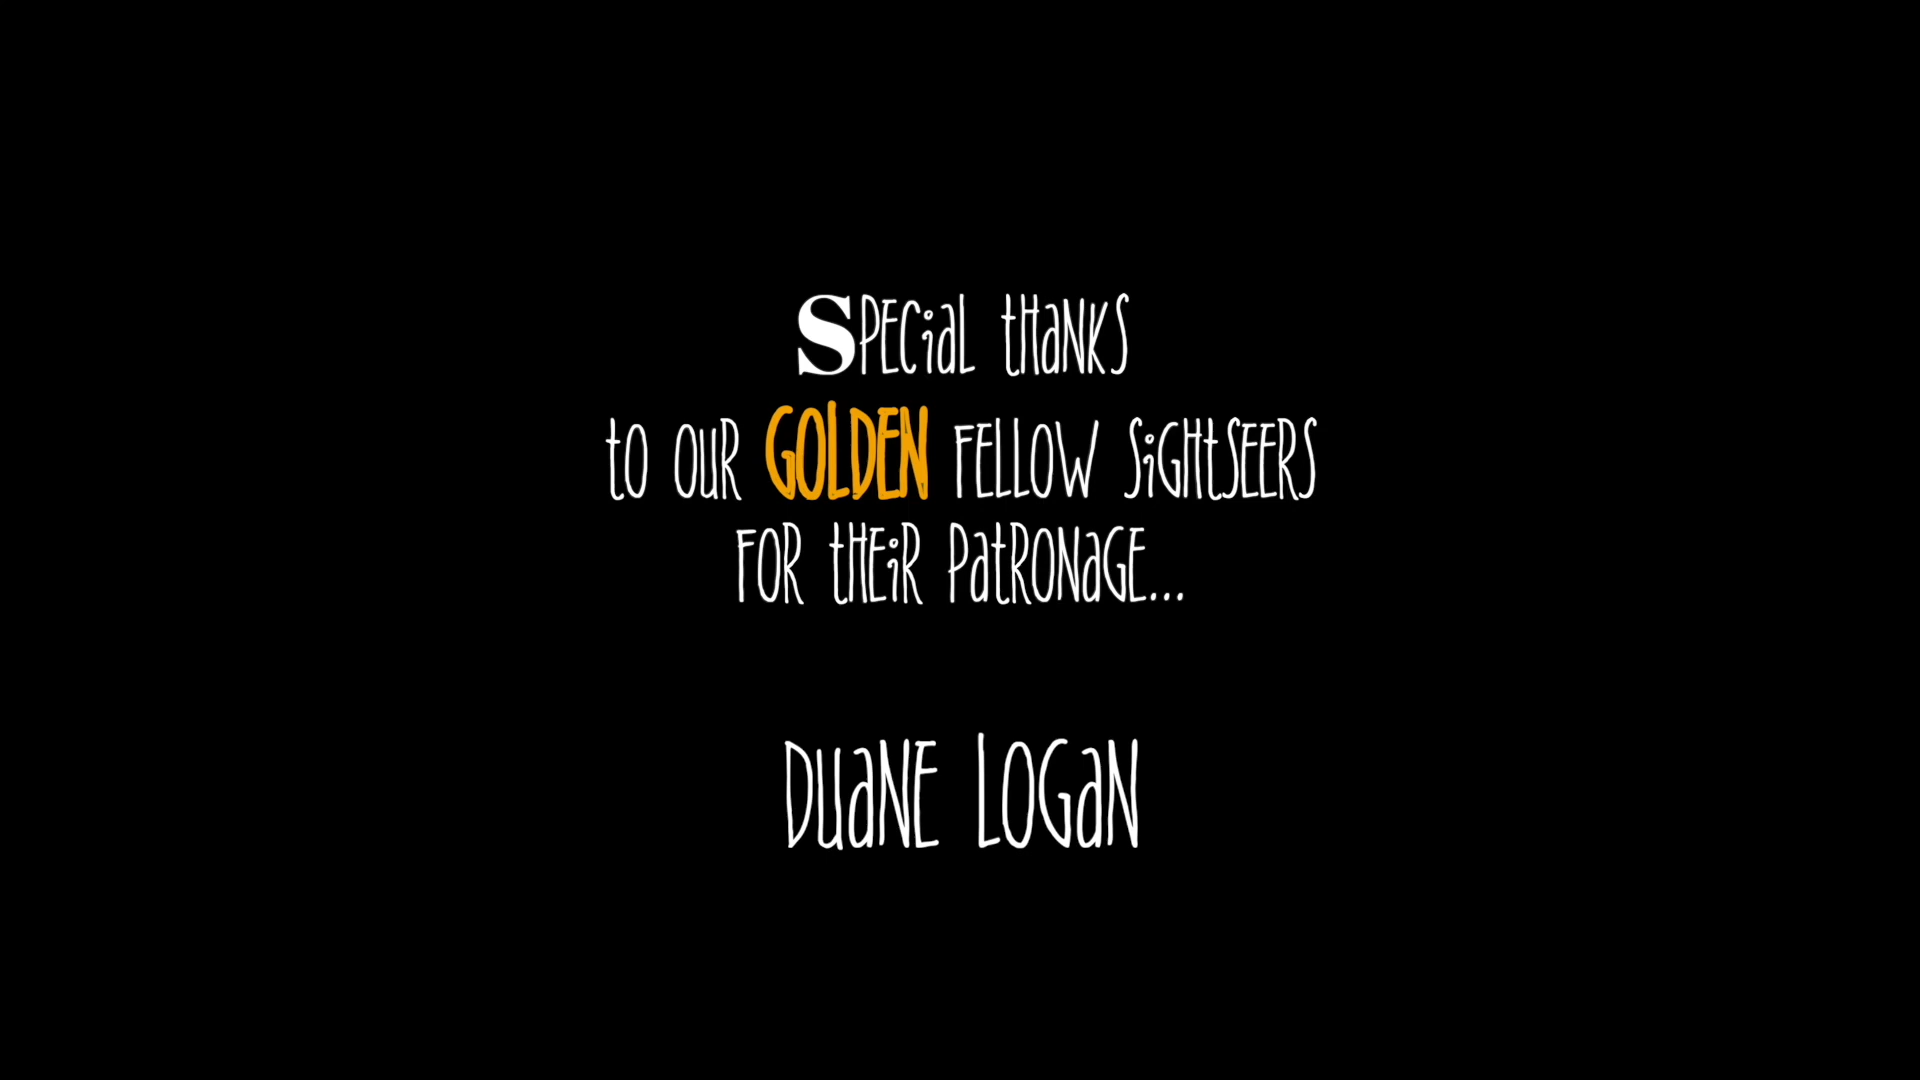 Special thanks
to our GOLDEN fellow sightseers
for their patronage...
Duane Logan